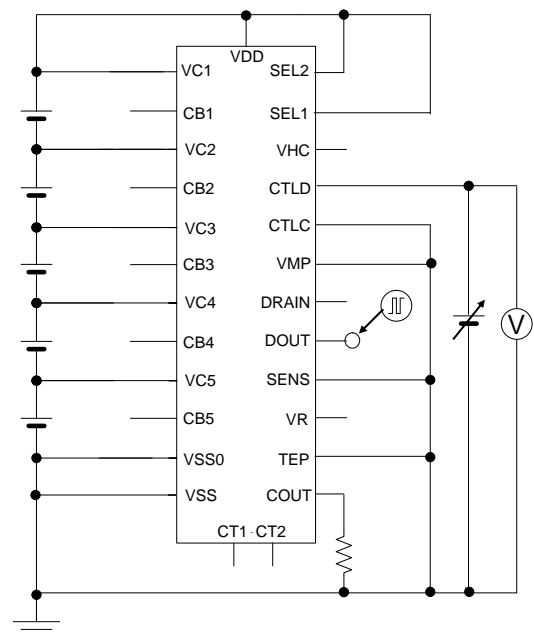 VDD
VC1 SEL2
CB1 SEL1
VC2 VHC
CB2 CTLD
VC3 CTLC
CB3 VMP
VC4 DRAIN
CB4 DOUT
VC5 SENS
CB5 VR
VSS0 TEP
VSS COUT
CT1 CT2
V